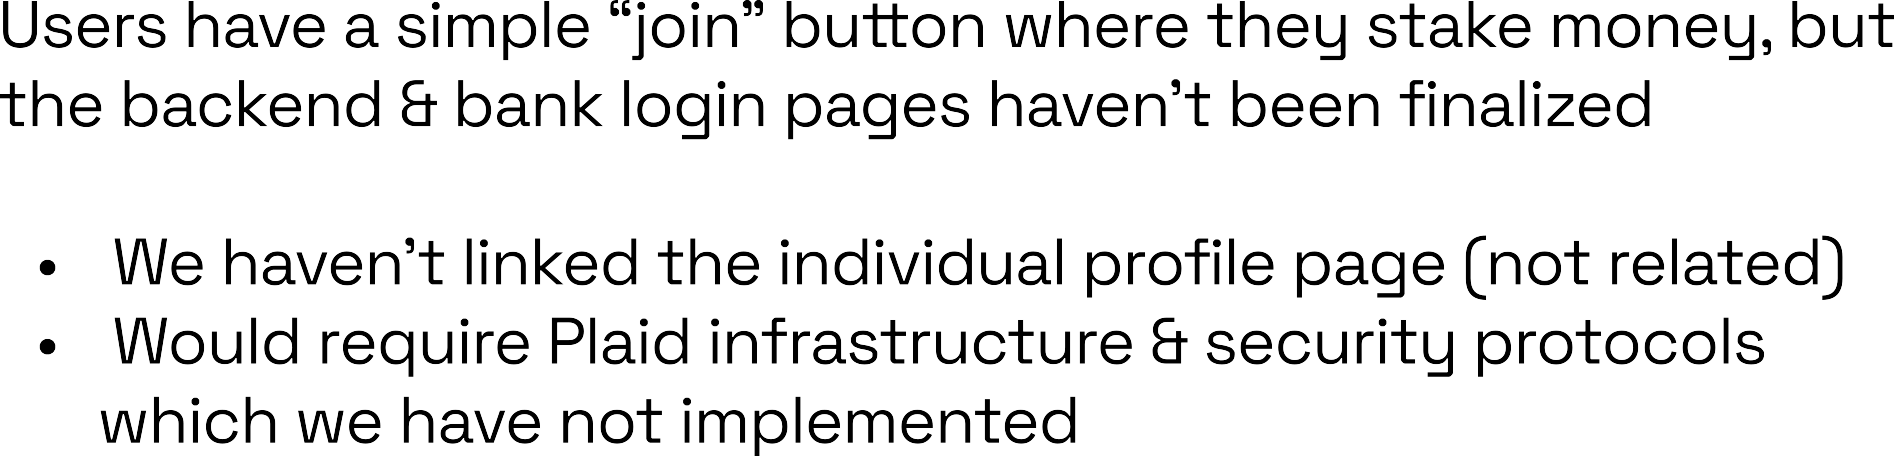 Users have a simple “join” button where they stake money, but
the backend & bank login pages haven’t been finalized
• We haven’t linked the individual profile page (not related)
• Would require Plaid infrastructure & security protocols
which we have not implemented